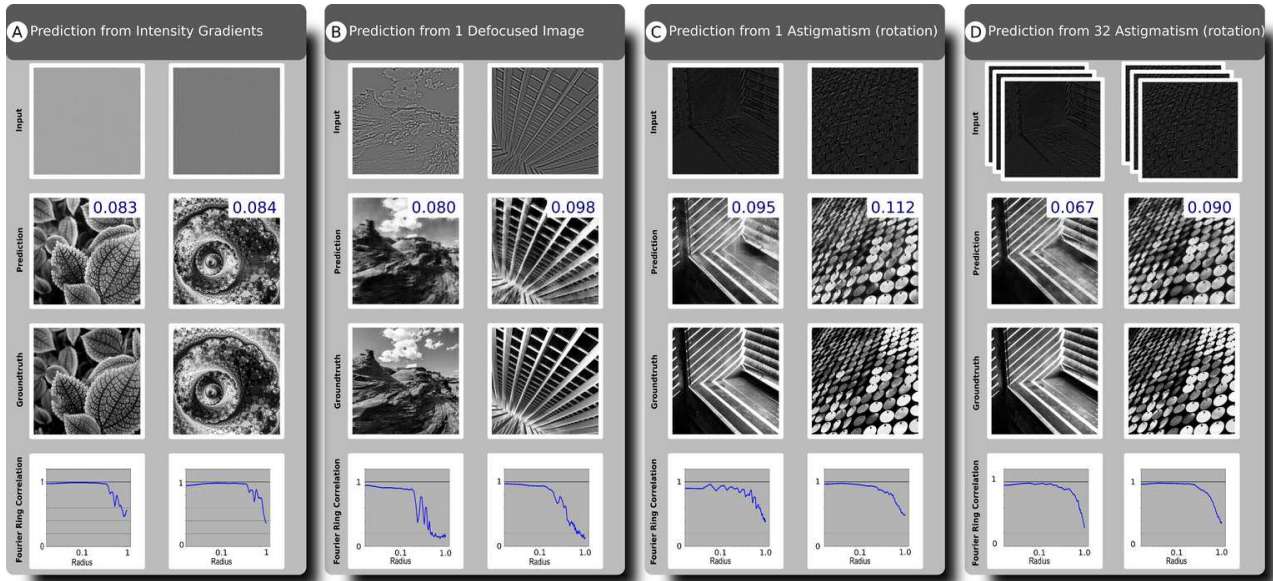 A Prediction from Intensity Gradients
Input
Prediction
0.083
0.084
Groundtruth
Fourier Ring Correlation
1
0
0.1
1
Radius
1
0
0.1
1
B Prediction from 1 Defocused Image
Input
Prediction
0.080
0.098
Groundtruth
Fourier Ring Correlation
1
0
0.1
1.0
Radius
1
0
0.1
1.0
C Prediction from 1 Astigmatism (rotation)
Input
Prediction
0.095
0.112
Groundtruth
Fourier Ring Correlation
1
0
0.1
1.0
Radius
1
0
0.1
1.0
D Prediction from 32 Astigmatism (rotation)
Input
Prediction
0.067
0.090
Groundtruth
Fourier Ring Correlation
1
0
0.1
1.0
Radius
1
0
0.1
1.0